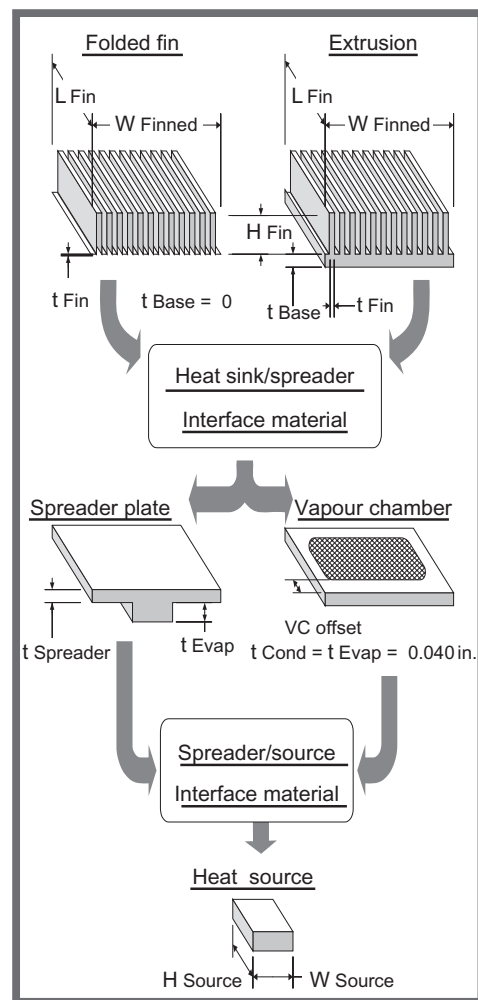 Folded fin
Extrusion
L Fin
L Fin
W Finned
W Finned
H Fin
t Fin
t Base = 0
t Base
t Fin
Heat sink/spreader
Interface material
Spreader plate
Vapour chamber
t Spreader
t Evap
VC offset
t Cond = t Evap = 0.040 in.
Spreader/source
Interface material
Heat source
H Source
W Source